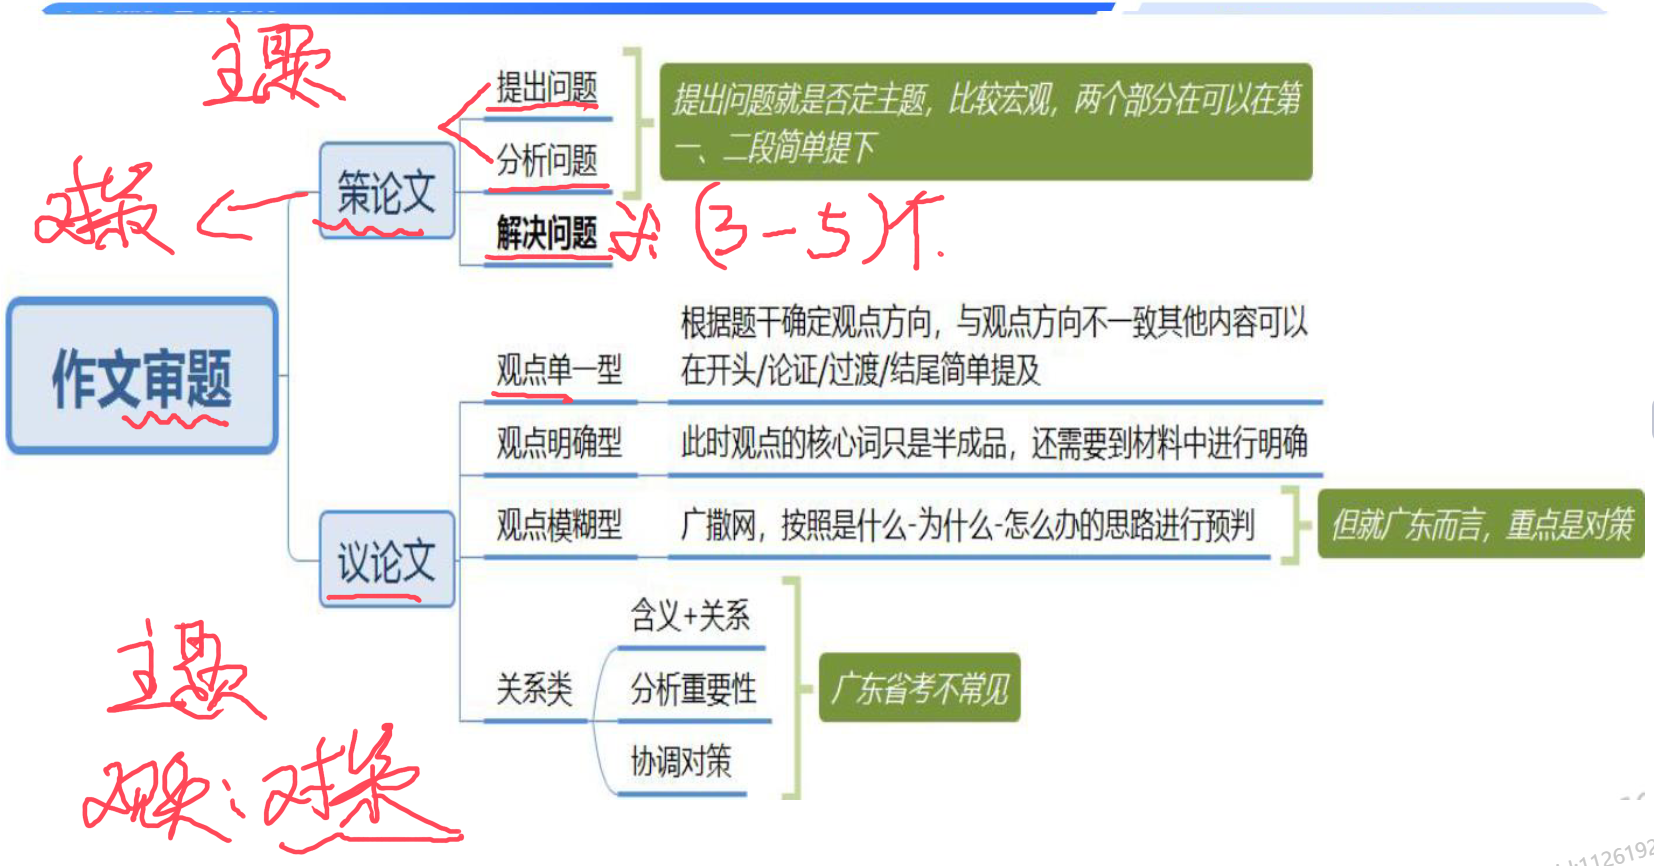 主题
提出问题
提出问题就是否定主题，比较宏观，两个部分在可以在第
一、二段简单提下
分析问题
策论文
对策
解决问题
(3-5)个.
作文审题
观点单一型
根据题干确定观点方向，与观点方向不一致其他内容可以
在开头/论证/过渡/结尾简单提及
观点明确型
此时观点的核心词只是半成品，还需要到材料中进行明确
观点模糊型
广撒网，按照是什么-为什么-怎么办的思路进行预判
但就广东而言，重点是对策
议论文
含义+关系
关系类
分析重要性
广东省考不常见
协调对策
主题
观点：对策